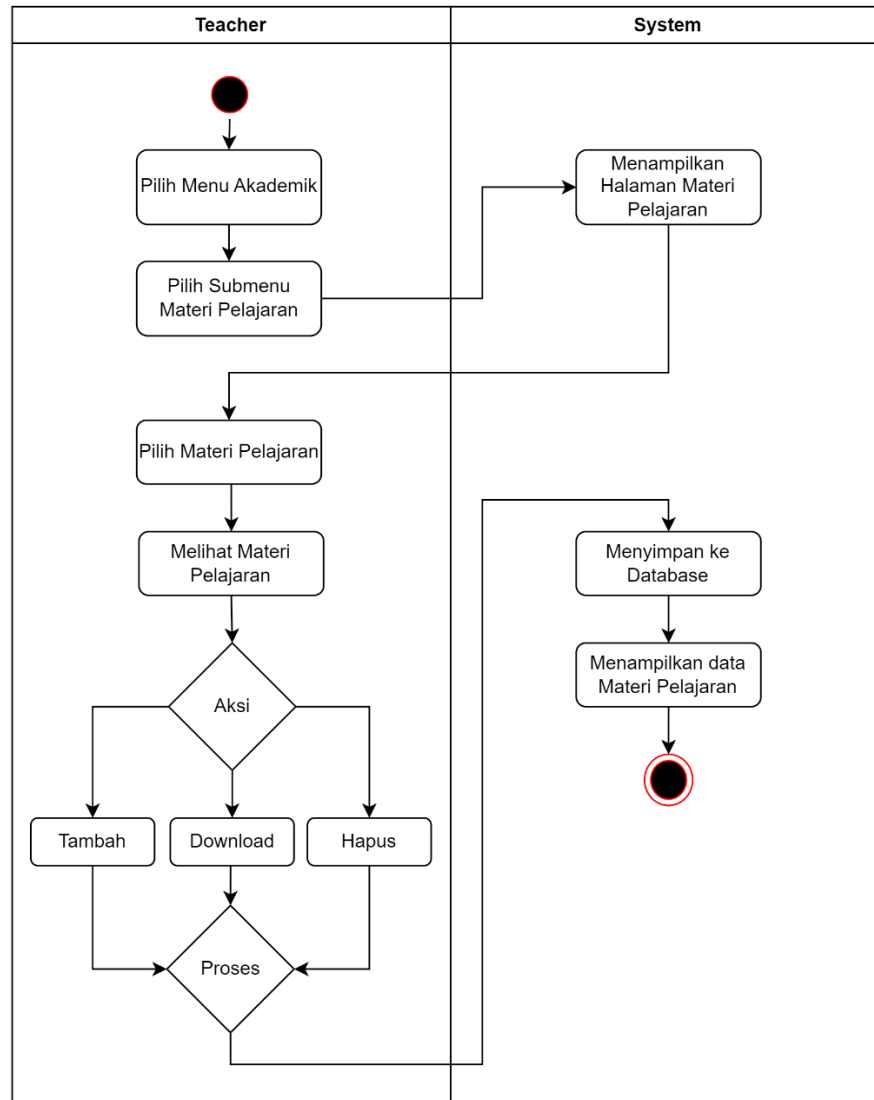 Teacher
System
Pilih Menu Akademik
Menampilkan
Halaman Materi
Pelajaran
Pilih Submenu
Materi Pelajaran
Pilih Materi Pelajaran
Melihat Materi
Pelajaran
Menyimpan ke
Database
Aksi
Menampilkan data
Materi Pelajaran
Tambah
Download
Hapus
Proses